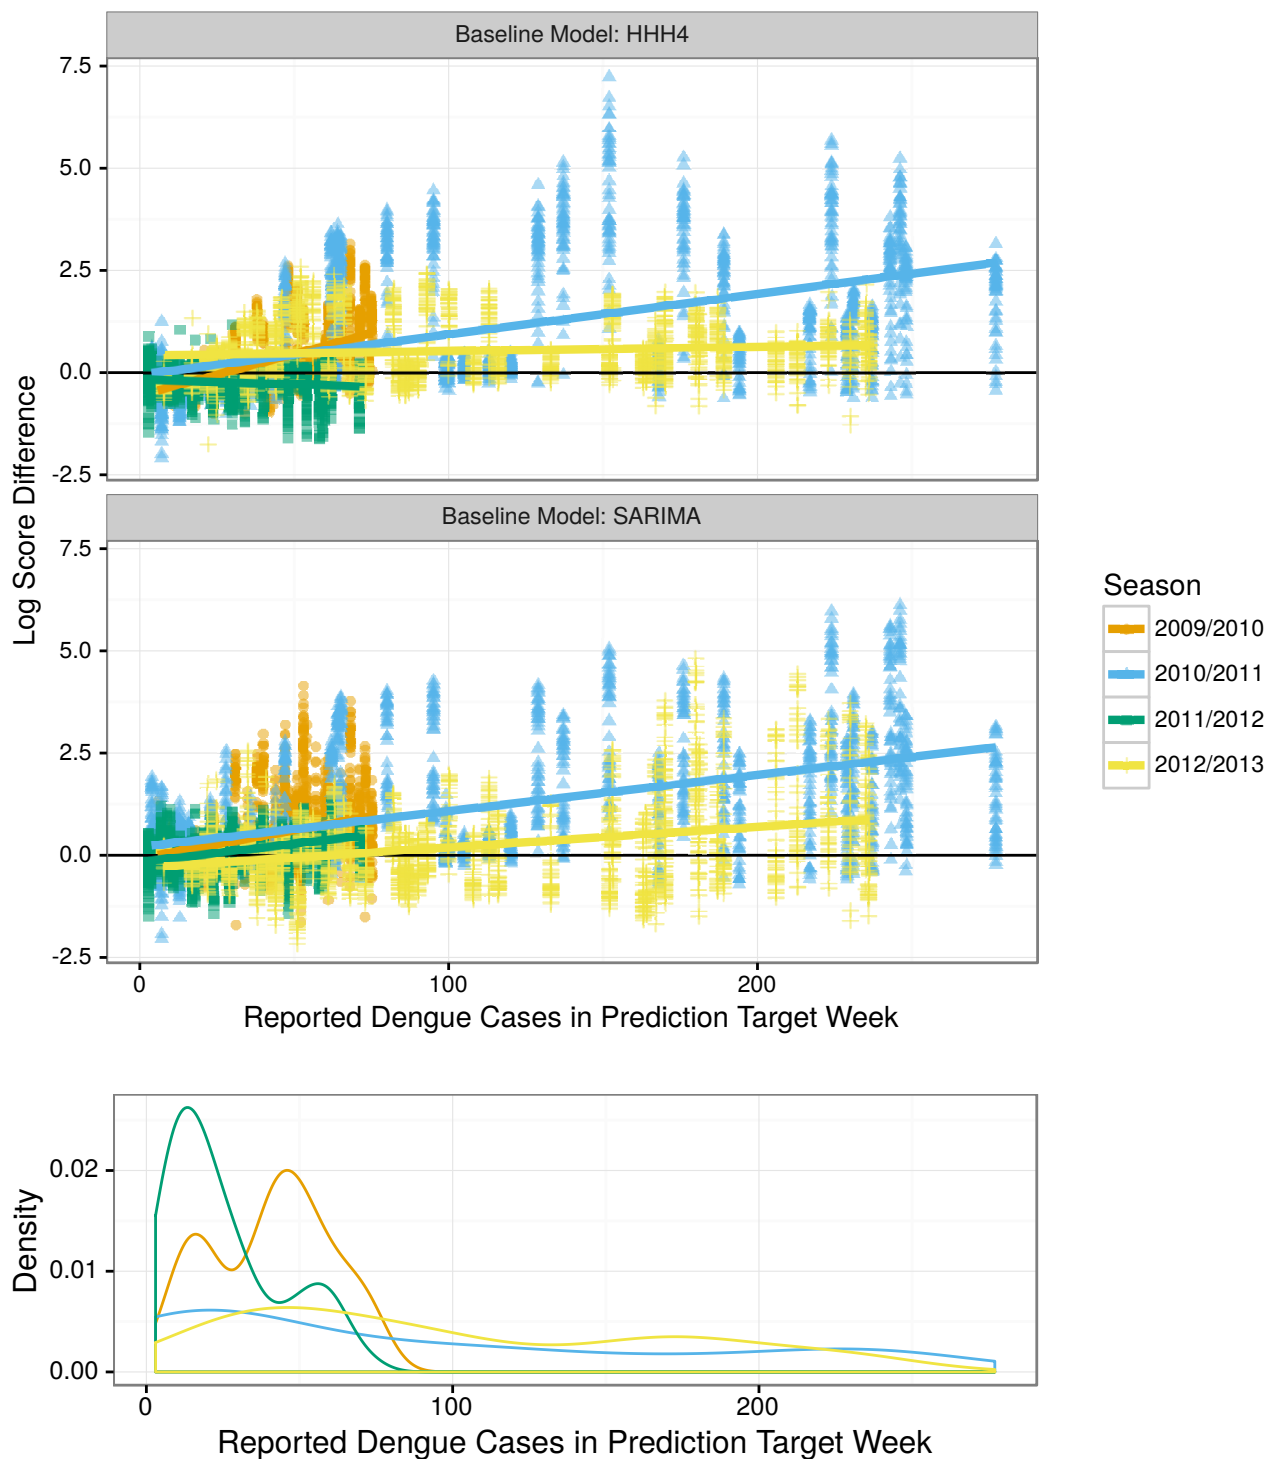 Baseline Model: HHH4
7.5
5.0
2.5
0.0
-2.5
Log Score Difference
Baseline Model: SARIMA
7.5
5.0
2.5
0.0
-2.5
0 100 200
Reported Dengue Cases in Prediction Target Week
Season
2009/2010
2010/2011
2011/2012
2012/2013
0.02
0.01
0.00
Density
0 100 200
Reported Dengue Cases in Prediction Target Week